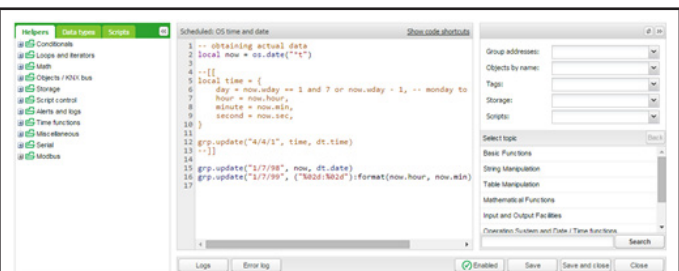 Helpers
Data types
Scripts
Conditionals
Loops and iterators
Math
Objects / KNX bus
Storage
Script control
Alerts and logs
Time functions
Miscellaneous
Serial
Modbus
Scheduled: OS time and date
Show code shortcuts
1 -- obtaining actual data
2 local now = os.date("*t")
3
4 --[[
5 local time = {
6 day = now.wday == 1 and 7 or now.wday - 1, -- monday to
7 hour = now.hour,
8 minute = now.min,
9 second = now.sec,
10 }
11
12 grp.update("4/4/1", time, dt.time)
13 --]]
14
15 grp.update("1/7/98", now, dt.date)
16 grp.update("1/7/99", ("%02d:%02d"):format(now.hour, now.min)
17
Logs
Error log
Enabled
Save
Save and close
Close
Group addresses:
Objects by name:
Tags:
Storage:
Scripts:
Select topic
Back
Basic Functions
String Manipulation
Table Manipulation
Mathematical Functions
Input and Output Facilities
Operating System and Date / Time functions
Search